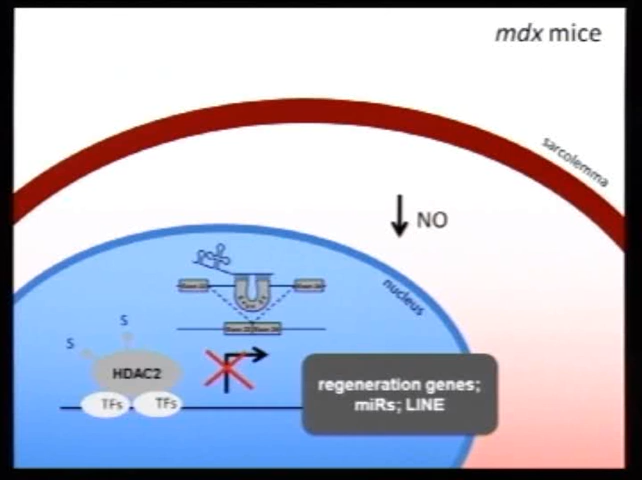 mdx mice
sarcolemma
NO
nucleus
S
S
HDAC2
TFs
TFs
regeneration genes;
miRs; LINE